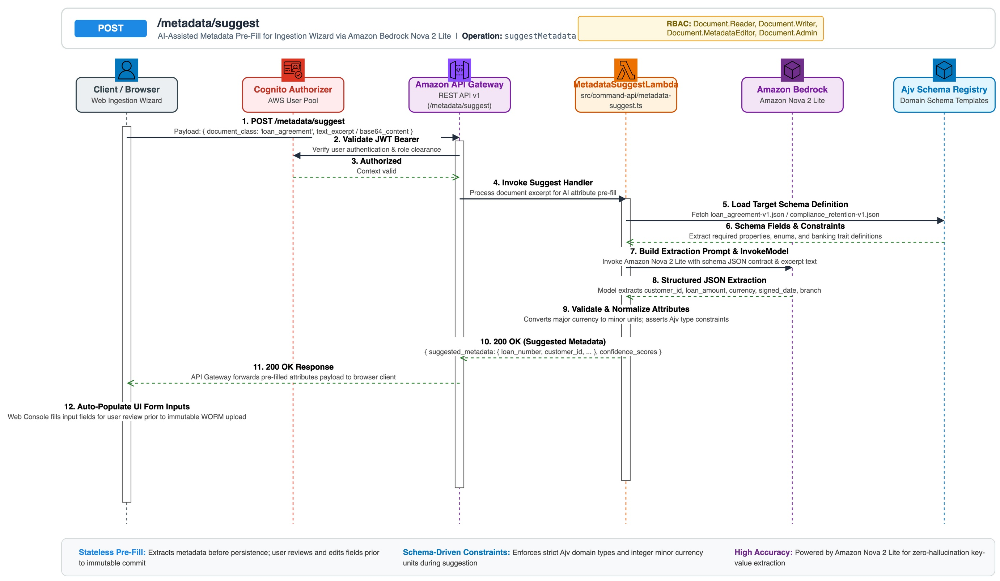 POST
/metadata/suggest
AI-Assisted Metadata Pre-Fill for Ingestion Wizard via Amazon Bedrock Nova 2 Lite | Operation: suggestMetadata
RBAC: Document.Reader, Document.Writer,
Document.MetadataEditor, Document.Admin
Client / Browser
Web Ingestion Wizard
Cognito Authorizer
AWS User Pool
Amazon API Gateway
REST API v1
(/metadata/suggest)
MetadataSuggestLambda
src/command-api/metadata-
suggest.ts
Amazon Bedrock
Amazon Nova 2 Lite
Ajv Schema Registry
Domain Schema Templates
1. POST /metadata/suggest
Payload: { document_class: 'loan_agreement', text_excerpt / base64_content }
2. Validate JWT Bearer
Verify user authentication & role clearance
3. Authorized
Context valid
4. Invoke Suggest Handler
Process document excerpt for AI attribute pre-fill
5. Load Target Schema Definition
Fetch loan_agreement-v1.json / compliance_retention-v1.json
6. Schema Fields & Constraints
Extract required properties, enums, and banking trait definitions
7. Build Extraction Prompt & InvokeModel
Invoke Amazon Nova 2 Lite with schema JSON contract & excerpt text
8. Structured JSON Extraction
Model extracts customer_id, loan_amount, currency, signed_date, branch
9. Validate & Normalize Attributes
Converts major currency to minor units; asserts Ajv type constraints
10. 200 OK (Suggested Metadata)
{ suggested_metadata: { loan_number, customer_id, ... }, confidence_scores }
11. 200 OK Response
API Gateway forwards pre-filled attributes payload to browser client
12. Auto-Populate UI Form Inputs
Web Console fills input fields for user review prior to immutable WORM upload
Stateless Pre-Fill: Extracts metadata before persistence; user reviews and edits fields prior
to immutable commit
Schema-Driven Constraints: Enforces strict Ajv domain types and integer minor currency
units during suggestion
High Accuracy: Powered by Amazon Nova 2 Lite for zero-hallucination key-
value extraction